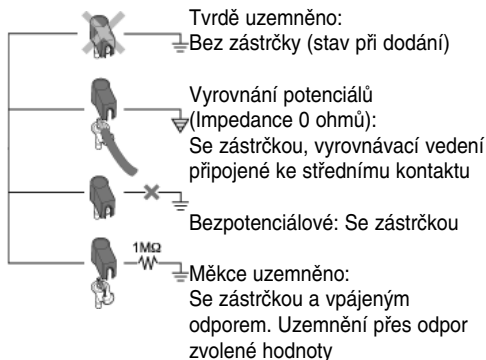 Tvrdě uzemněno:
Bez zástrčky (stav při dodání)
Vyrovnání potenciálů
(Impedance 0 ohmů):
Se zástrčkou, vyrovnávací vedení
připojené ke střednímu kontaktu
Bezpotenciálové: Se zástrčkou
1MΩ
Měkce uzemněno:
Se zástrčkou a vpájeným
odporem. Uzemnění přes odpor
zvolené hodnoty